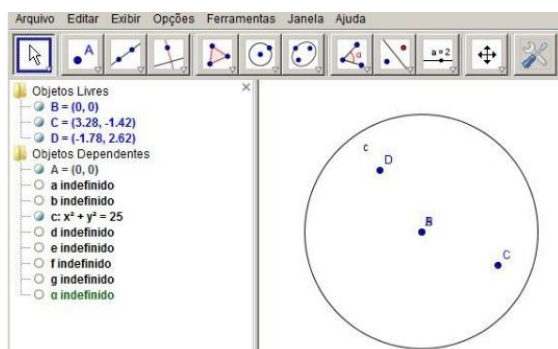 Arquivo Editar Exibir Opções Ferramentas Janela Ajuda
A
α
a = 2
Objetos Livres
B = (0, 0)
C = (3.28, -1.42)
D = (-1.78, 2.62)
Objetos Dependentes
A = (0, 0)
a indefinido
b indefinido
c: x² + y² = 25
d indefinido
e indefinido
f indefinido
g indefinido
α indefinido
c
D
C